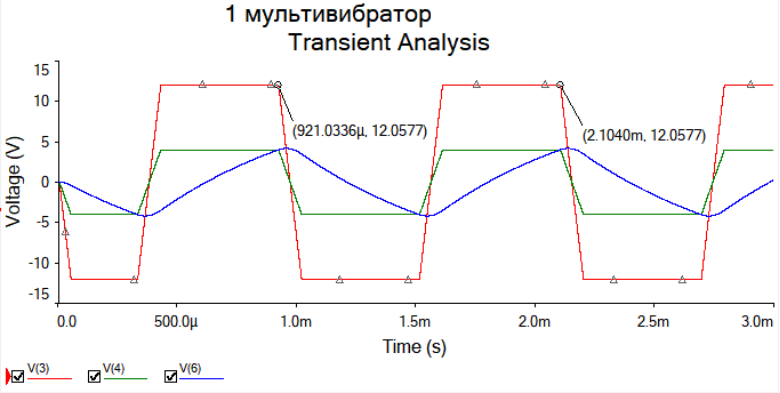 1 мультивибратор
Transient Analysis
Voltage (V)
15
10
5
0
-5
-10
-15
(921.0336µ, 12.0577)
(2.1040m, 12.0577)
0.0 500.0µ 1.0m 1.5m 2.0m 2.5m 3.0m
Time (s)
V(3) V(4) V(6)